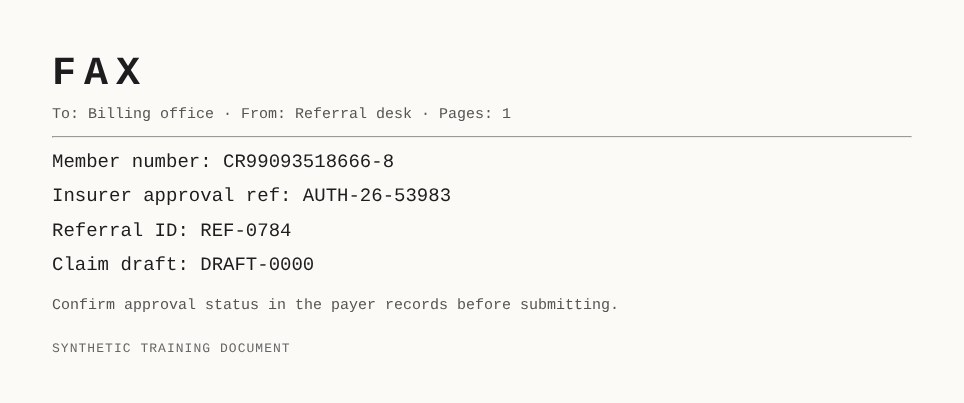 FAX
To: Billing office · From: Referral desk · Pages: 1
Member number: CR99093518666-8
Insurer approval ref: AUTH-26-53983
Referral ID: REF-0784
Claim draft: DRAFT-0000
Confirm approval status in the payer records before submitting.
SYNTHETIC TRAINING DOCUMENT